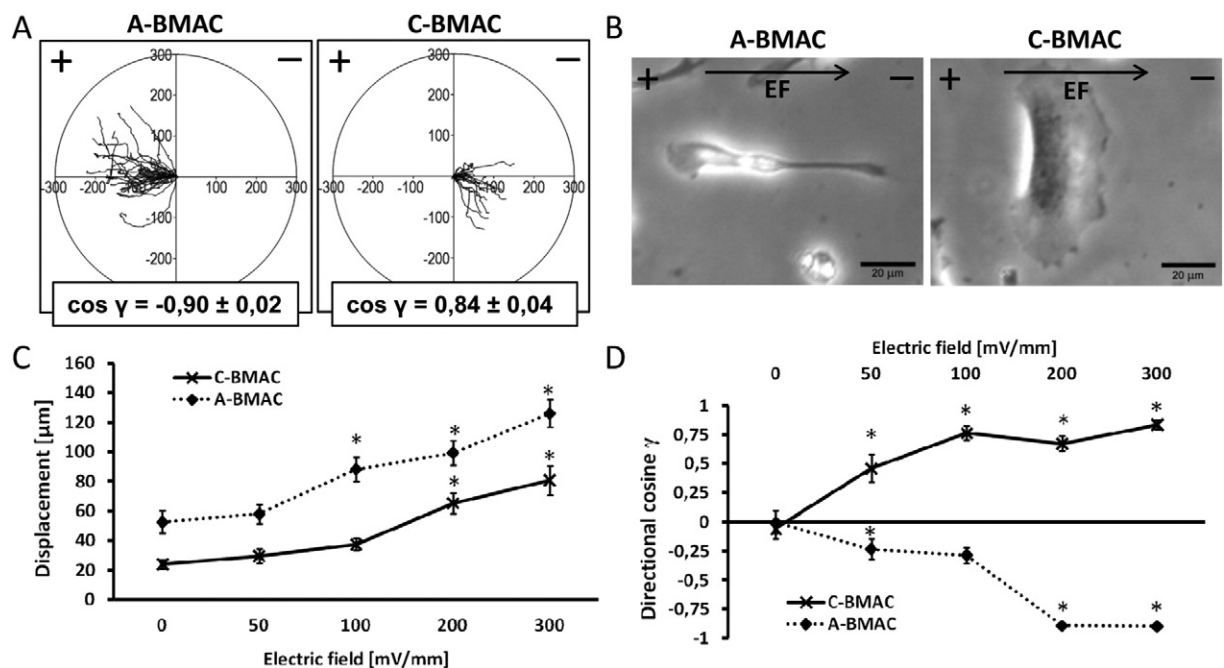 A
A-BMAC
C-BMAC
+ −
300
200
100
-300 -200 -100 100 200 300
-100
-200
cos γ = -0,90 ± 0,02
+ −
300
200
100
-300 -200 -100 100 200 300
-100
-200
cos γ = 0,84 ± 0,04
B
A-BMAC
C-BMAC
+ −
EF
20 µm
+ −
EF
20 µm
C
Displacement [µm]
160
140
120
100
80
60
40
20
0
C-BMAC
A-BMAC
* * *
* *
0 50 100 200 300
Electric field [mV/mm]
D
Electric field [mV/mm]
0 50 100 200 300
Directional cosine γ
1
0,75
0,5
0,25
0
-0,25
-0,5
-0,75
-1
* * * *
* * *
C-BMAC
A-BMAC